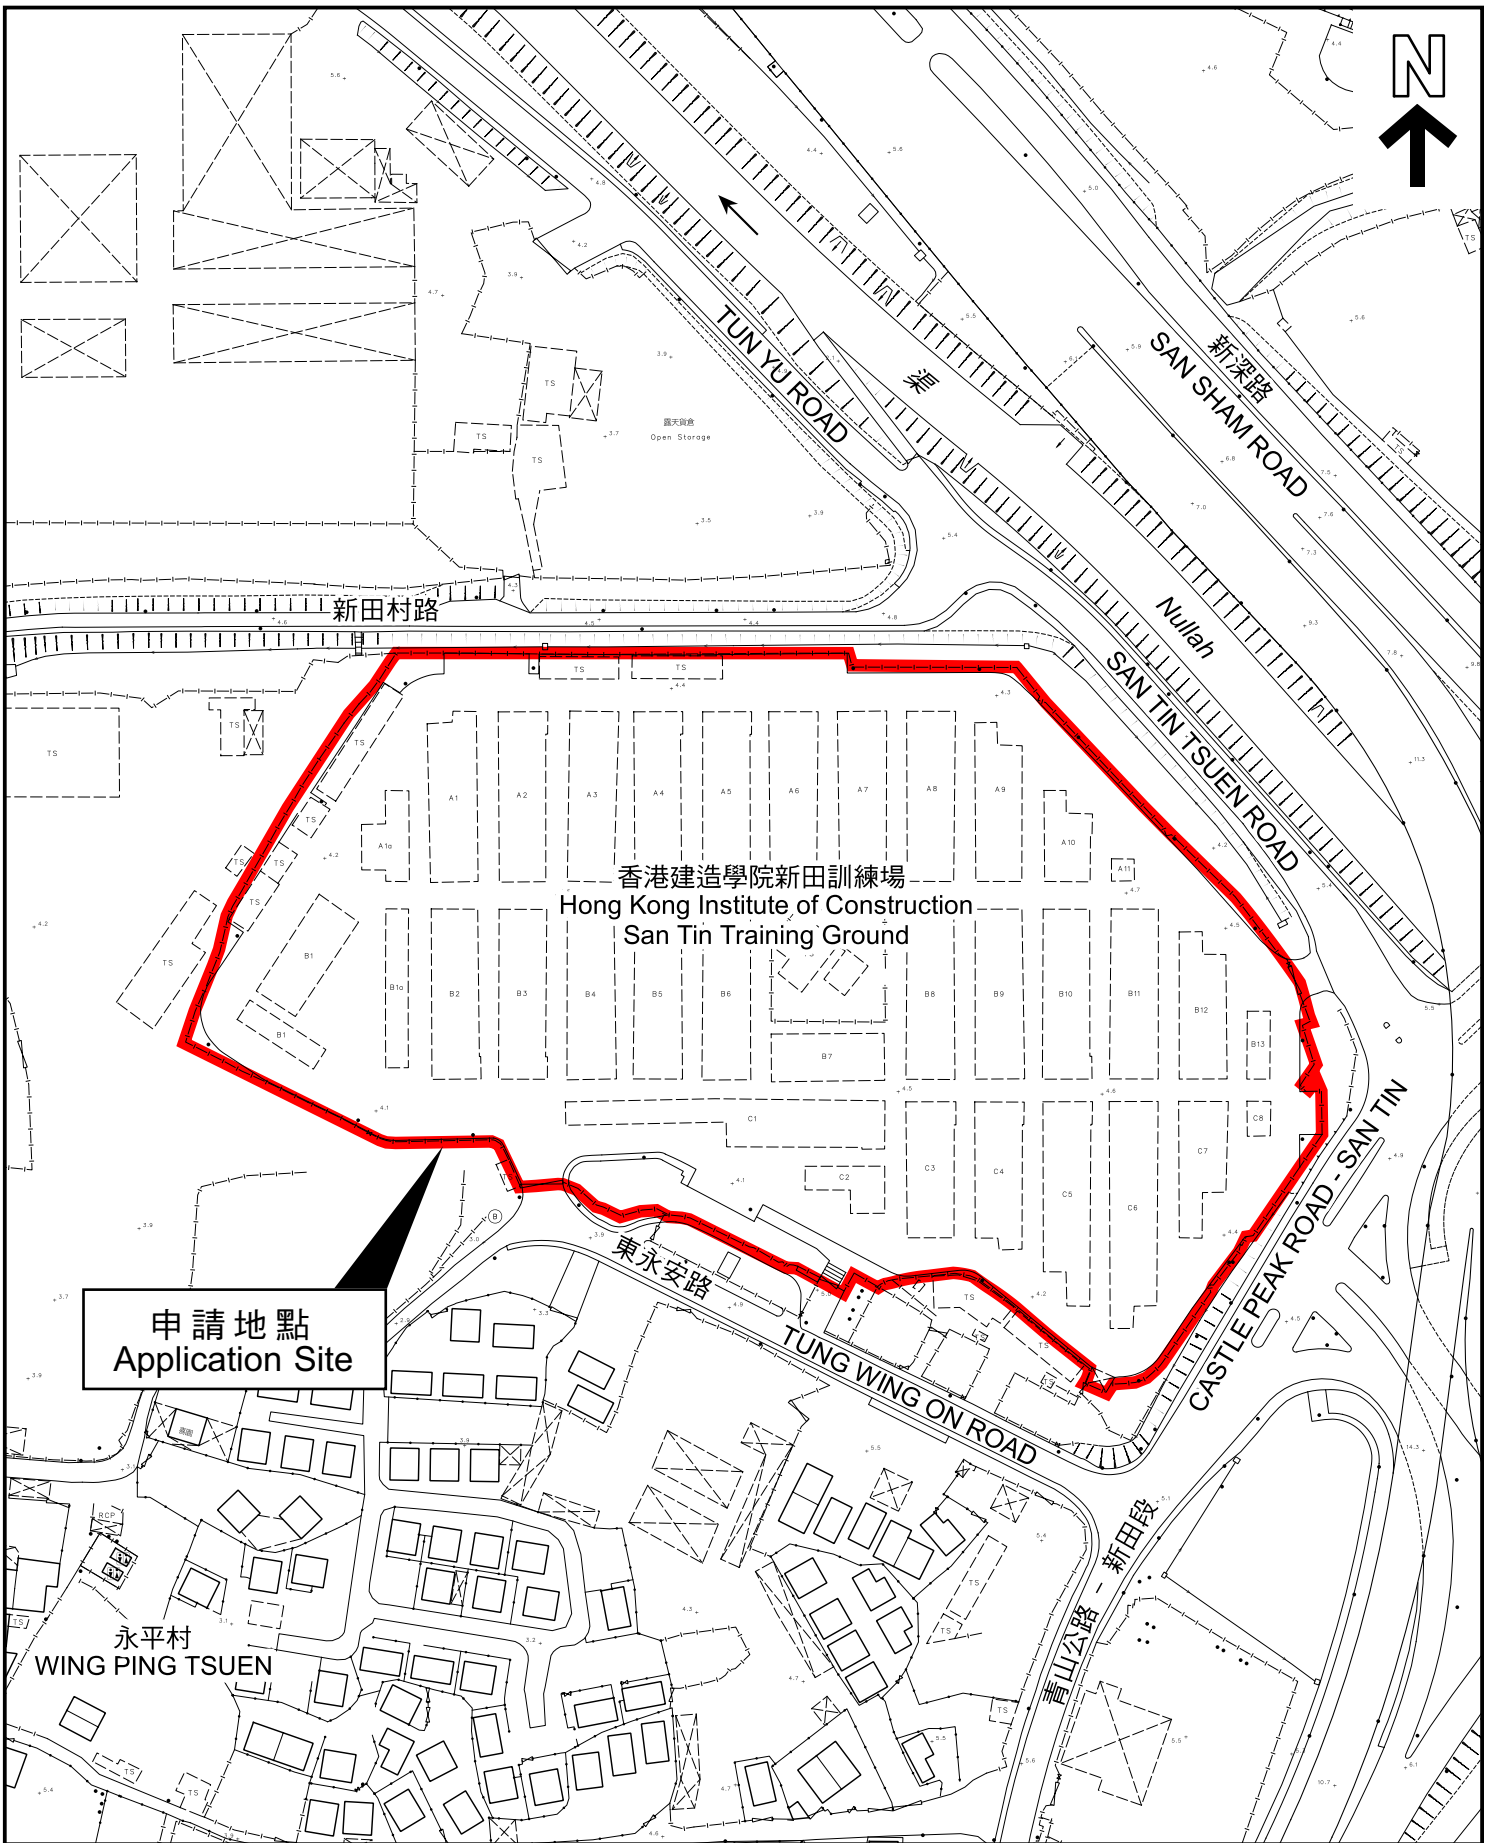 N
TUN YU ROAD
渠
新深路
SAN SHAM ROAD
露天貨倉
Open Storage
新田村路
Nullah
SAN TIN TSUEN ROAD
A1
A2
A3
A4
A5
A6
A7
A8
A9
A1a
A10
A11
香港建造學院新田訓練場
Hong Kong Institute of Construction
San Tin Training Ground
B1
B1
B1a
B2
B3
B4
B5
B6
B7
B8
B9
B10
B11
B12
B13
C1
C2
C3
C4
C5
C6
C7
C8
CASTLE PEAK ROAD - SAN TIN
東永安路
TUNG WING ON ROAD
申請地點
Application Site
RCP
永平村
WING PING TSUEN
青山公路 - 新田段